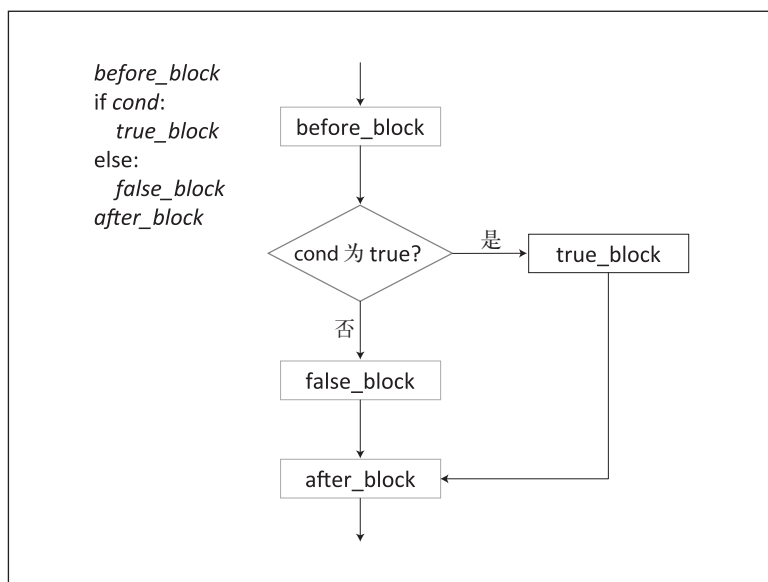 before_block
if cond:
true_block
else:
false_block
after_block
before_block
cond 为 true?
是
true_block
否
false_block
after_block